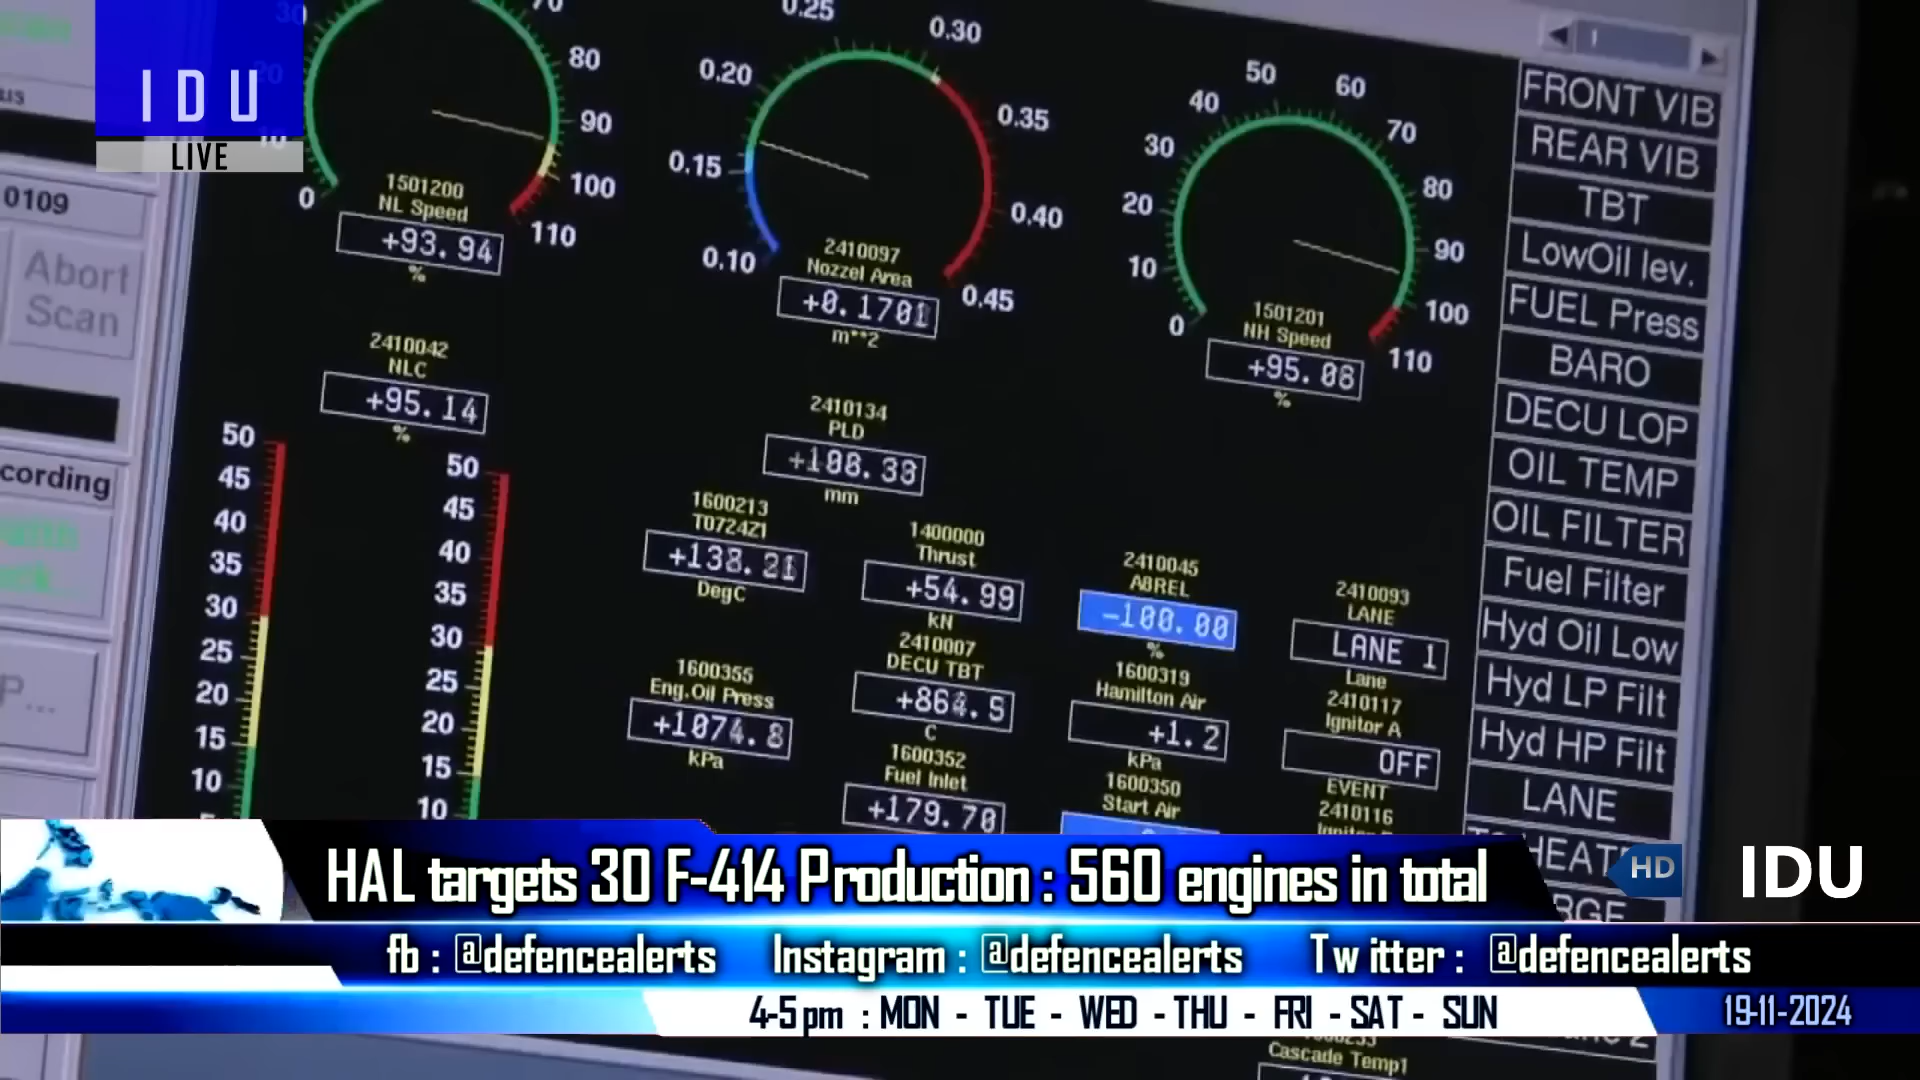 IDU
LIVE
0109
Abort
Scan
cording
70
80
90
100
110
0
1501200
NL Speed
+93.94
%
0.25
0.30
0.20
0.35
0.15
0.40
0.10
0.45
2410097
Nozzel Area
+0.1701
m**2
50
60
40
70
30
80
20
90
10
100
0
110
1501201
NH Speed
+95.08
%
2410042
NLC
+95.14
%
2410134
PLD
mm
50
45
40
35
30
25
20
15
10
50
45
40
35
30
25
20
15
10
1600213
T0724Z1
+138.21
DegC
1400000
Thrust
+54.99
kN
2410045
A8REL
-100.00
%
2410093
LANE
LANE 1
Lane
1600355
Eng.Oil Press
+1074.8
kPa
2410007
DECU TBT
+864.5
C
1600319
Hamilton Air
+1.2
kPa
2410117
Ignitor A
OFF
1600352
Fuel Inlet
+179.70
1600350
Start Air
EVENT
2410116
FRONT VIB
REAR VIB
TBT
LowOil lev.
FUEL Press
BARO
DECU LOP
OIL TEMP
OIL FILTER
Fuel Filter
Hyd Oil Low
Hyd LP Filt
Hyd HP Filt
LANE
HD IDU
HAL targets 30 F-414 Production : 560 engines in total
fb : @defencealerts Instagram : @defencealerts Twitter : @defencealerts
4-5 pm : MON - TUE - WED - THU - FRI - SAT - SUN
19-11-2024
Cascade Temp1